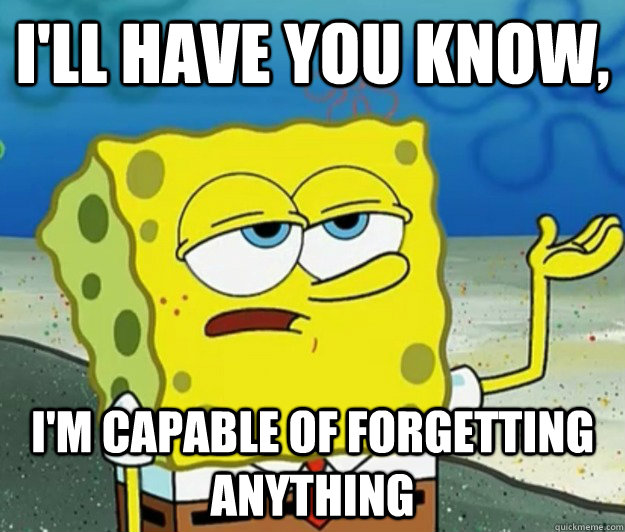 I'LL HAVE YOU KNOW,
I'M CAPABLE OF FORGETTING
ANYTHING
quickmeme.com